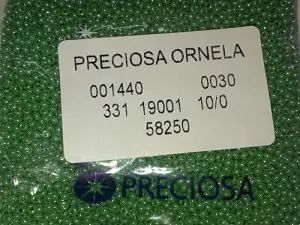 PRECIOSA ORNELA
001440 0030
331 19001 10/0
58250
PRECIOSA